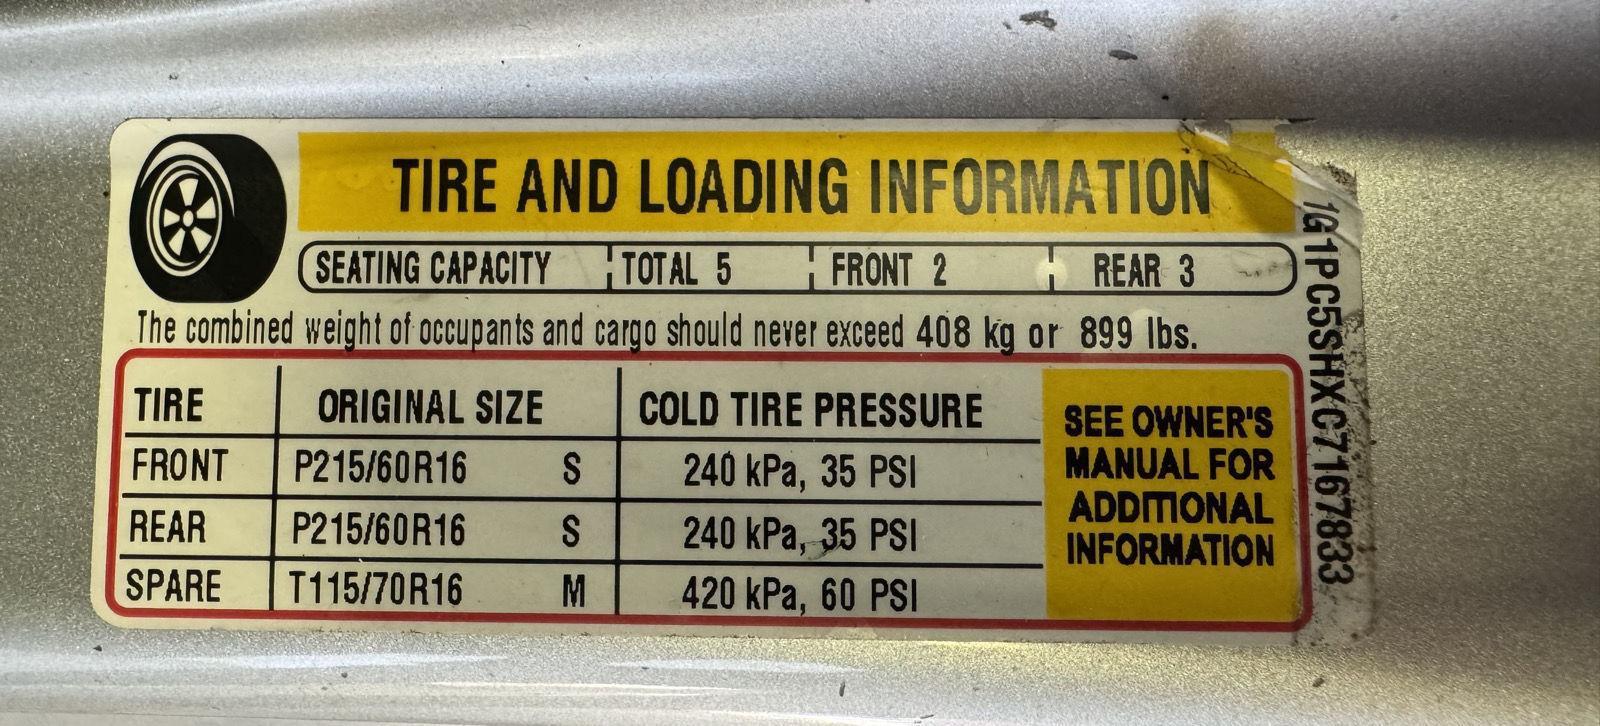 TIRE AND LOADING INFORMATION
SEATING CAPACITY TOTAL 5 FRONT 2 REAR 3
The combined weight of occupants and cargo should never exceed 408 kg or 899 lbs.
TIRE ORIGINAL SIZE COLD TIRE PRESSURE
FRONT P215/60R16 S 240 kPa, 35 PSI
REAR P215/60R16 S 240 kPa, 35 PSI
SPARE T115/70R16 M 420 kPa, 60 PSI
SEE OWNER'S
MANUAL FOR
ADDITIONAL
INFORMATION
1G1PC5SHXC7167833